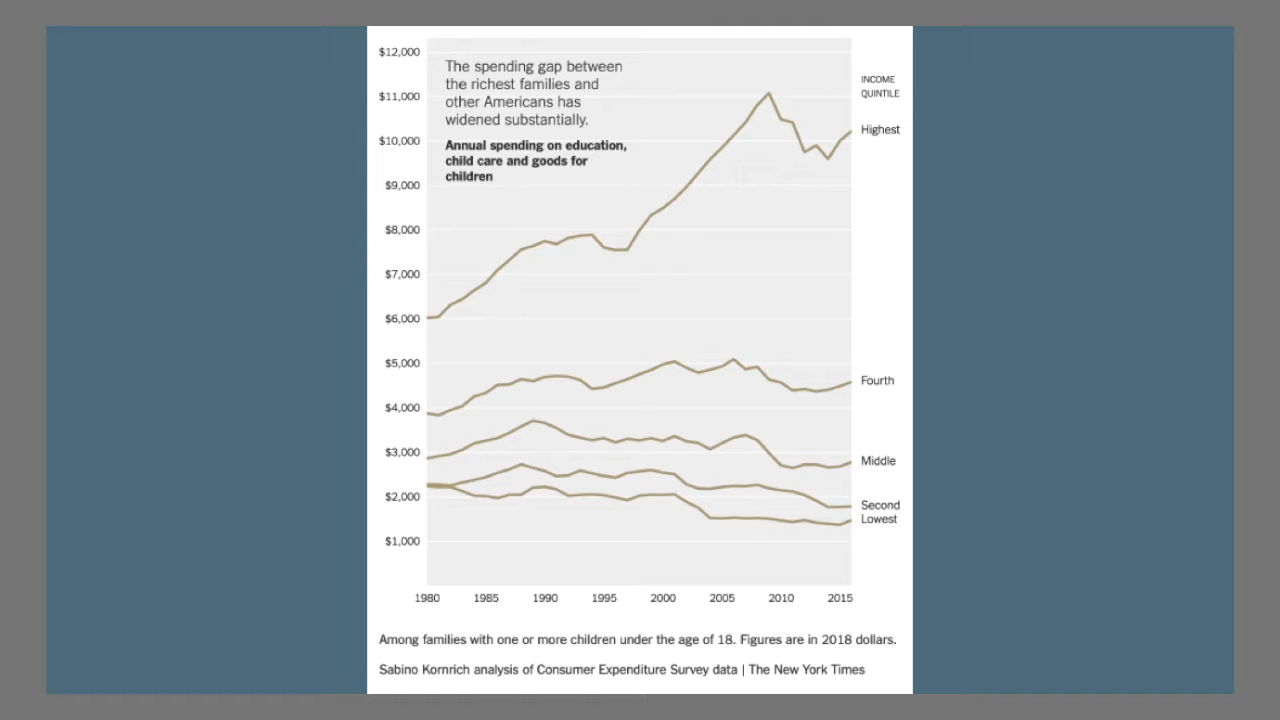 $12,000
The spending gap between
the richest families and
other Americans has
widened substantially.
Annual spending on education,
child care and goods for
children
INCOME
QUINTILE
$11,000
Highest
$10,000
$9,000
$8,000
$7,000
$6,000
$5,000
Fourth
$4,000
$3,000
Middle
$2,000
Second
Lowest
$1,000
1980 1985 1990 1995 2000 2005 2010 2015
Among families with one or more children under the age of 18. Figures are in 2018 dollars.
Sabino Kornrich analysis of Consumer Expenditure Survey data | The New York Times